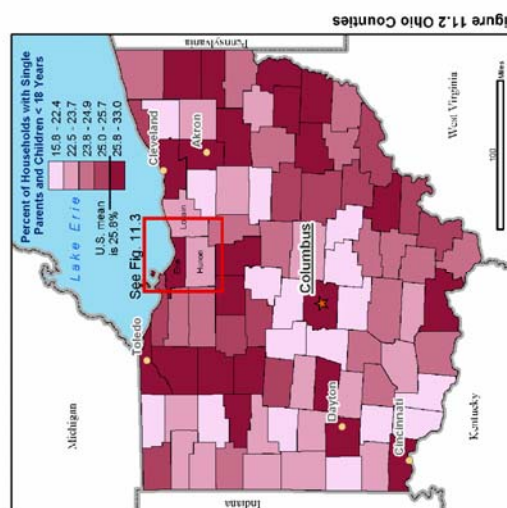 igure 11.2 Ohio Counties
Percent of Households with Single
Parents and Children < 18 Years
15.8 - 22.4
22.5 - 23.7
23.8 - 24.9
25.0 - 25.7
25.8 - 33.0
U.S. mean
is 25.8%
Lake Erie
See Fig. 11.3
Michigan
Toledo
Cleveland
Pennsylvania
Akron
Lorain
Erie
Huron
Columbus
Dayton
Cincinnati
Indiana
Kentucky
West Virginia
100
Miles